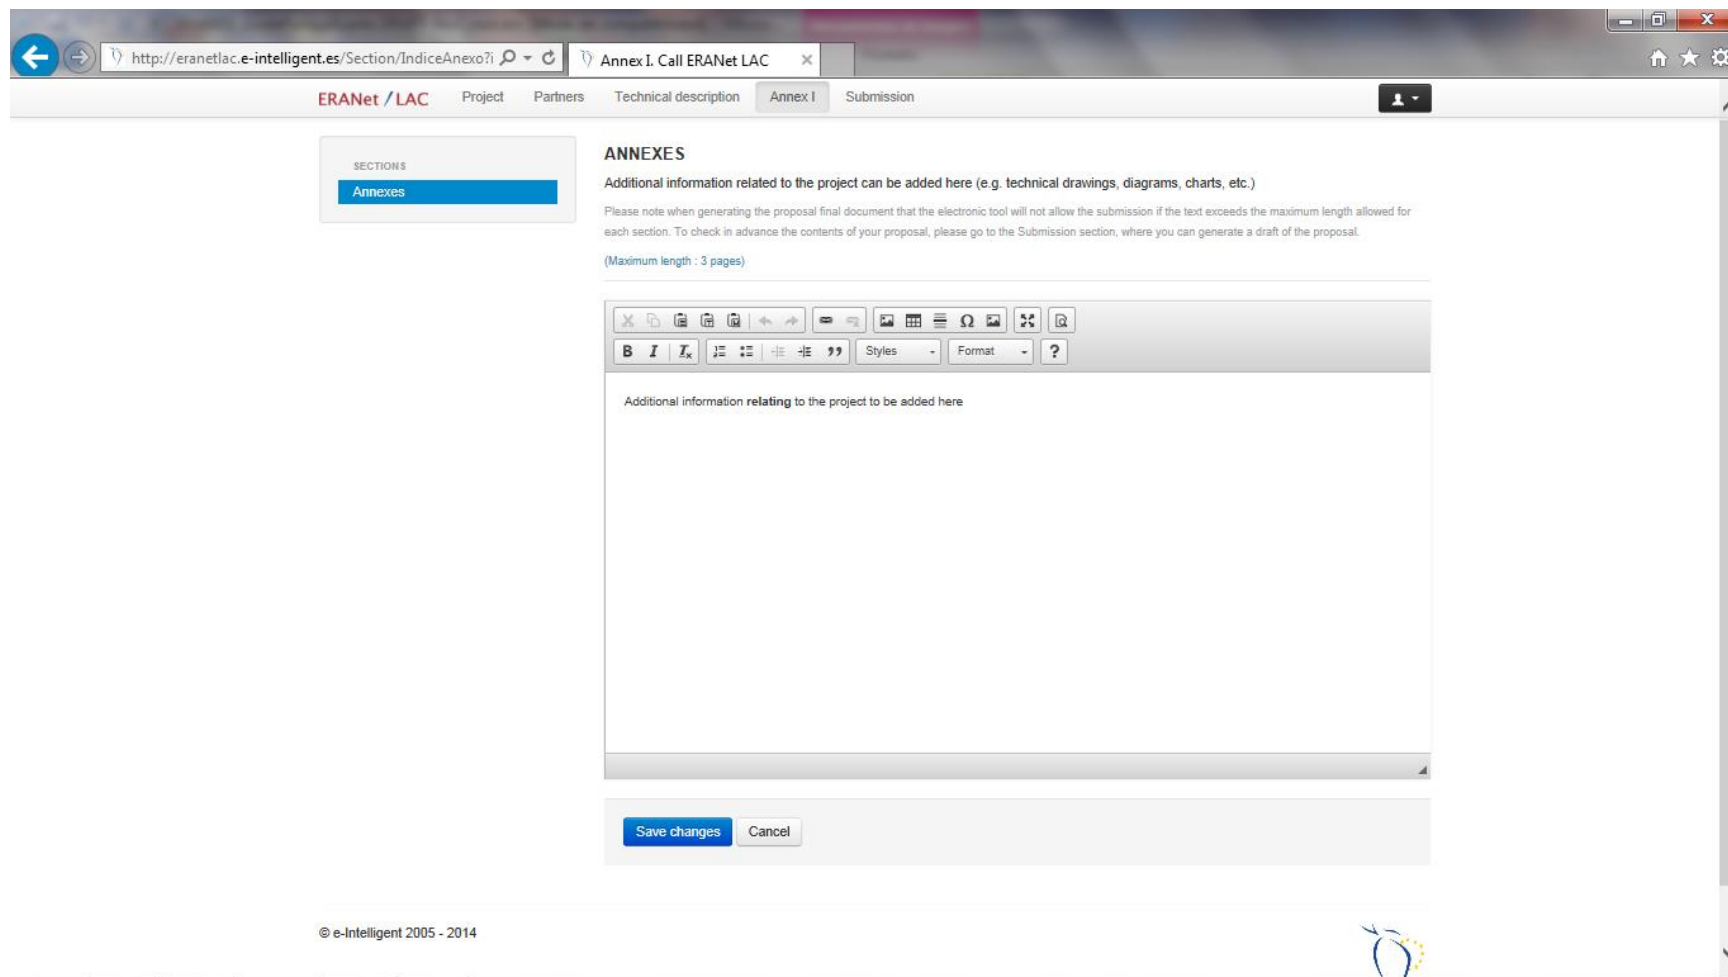 http://eranetlac.e-intelligent.es/Section/IndiceAnexo?i
Annex I. Call ERANet LAC
ERANet / LAC Project Partners Technical description Annex I Submission
SECTIONS
Annexes
ANNEXES
Additional information related to the project can be added here (e.g. technical drawings, diagrams, charts, etc.)
Please note when generating the proposal final document that the electronic tool will not allow the submission if the text exceeds the maximum length allowed for
each section. To check in advance the contents of your proposal, please go to the Submission section, where you can generate a draft of the proposal.
(Maximum length : 3 pages)
Ω
B I Tx Styles Format ?
Additional information relating to the project to be added here
Save changes Cancel
© e-Intelligent 2005 - 2014